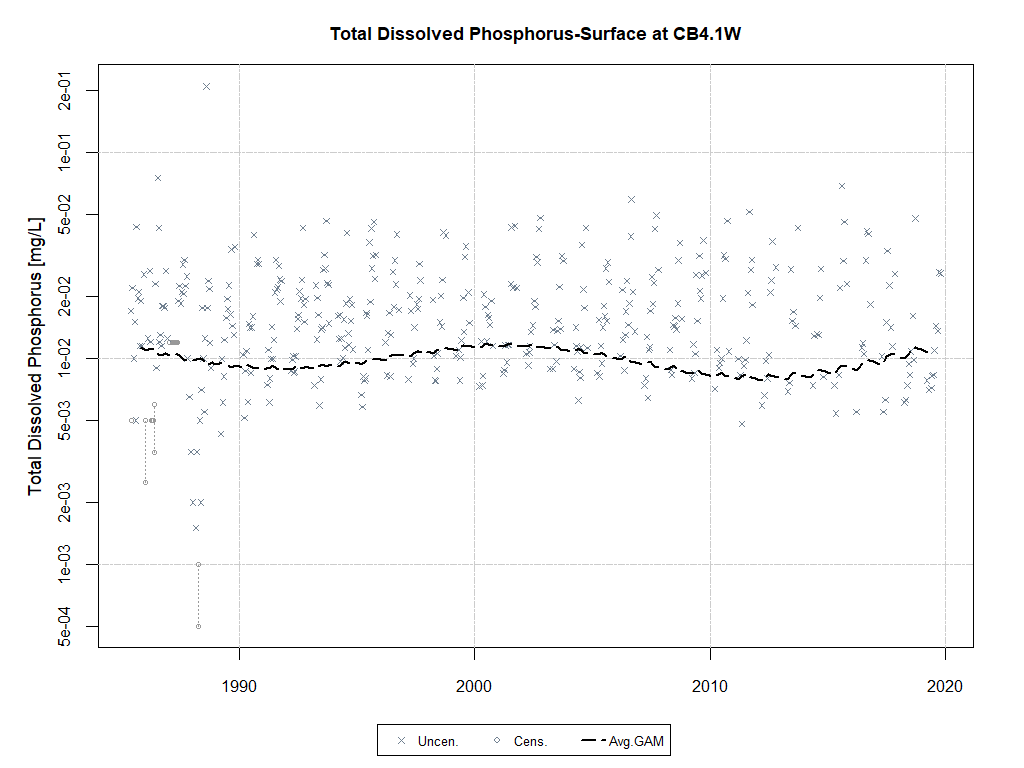 Total Dissolved Phosphorus-Surface at CB4.1W
Total Dissolved Phosphorus [mg/L]
2e-01
1e-01
5e-02
2e-02
1e-02
5e-03
2e-03
1e-03
5e-04
1990 2000 2010 2020
Uncen. Cens. Avg.GAM